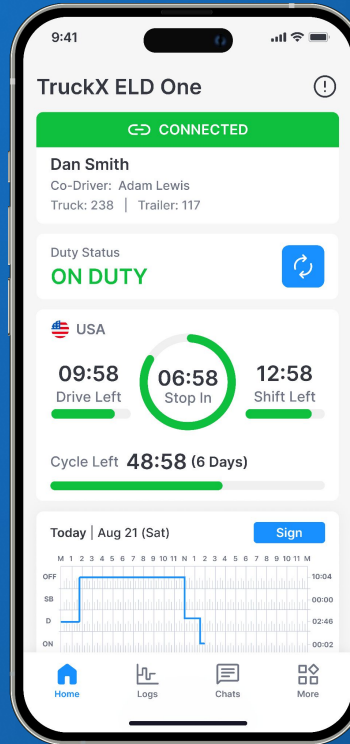 9:41
TruckX ELD One
CONNECTED
Dan Smith
Co-Driver: Adam Lewis
Truck: 238 | Trailer: 117
Duty Status
ON DUTY
USA
09:58
Drive Left
06:58
Stop In
12:58
Shift Left
Cycle Left 48:58 (6 Days)
Today | Aug 21 (Sat)
Sign
M 1 2 3 4 5 6 7 8 9 10 11 N 1 2 3 4 5 6 7 8 9 10 11 M
OFF 10:04
SB 00:00
D 02:46
ON 00:02
Home Logs Chats More